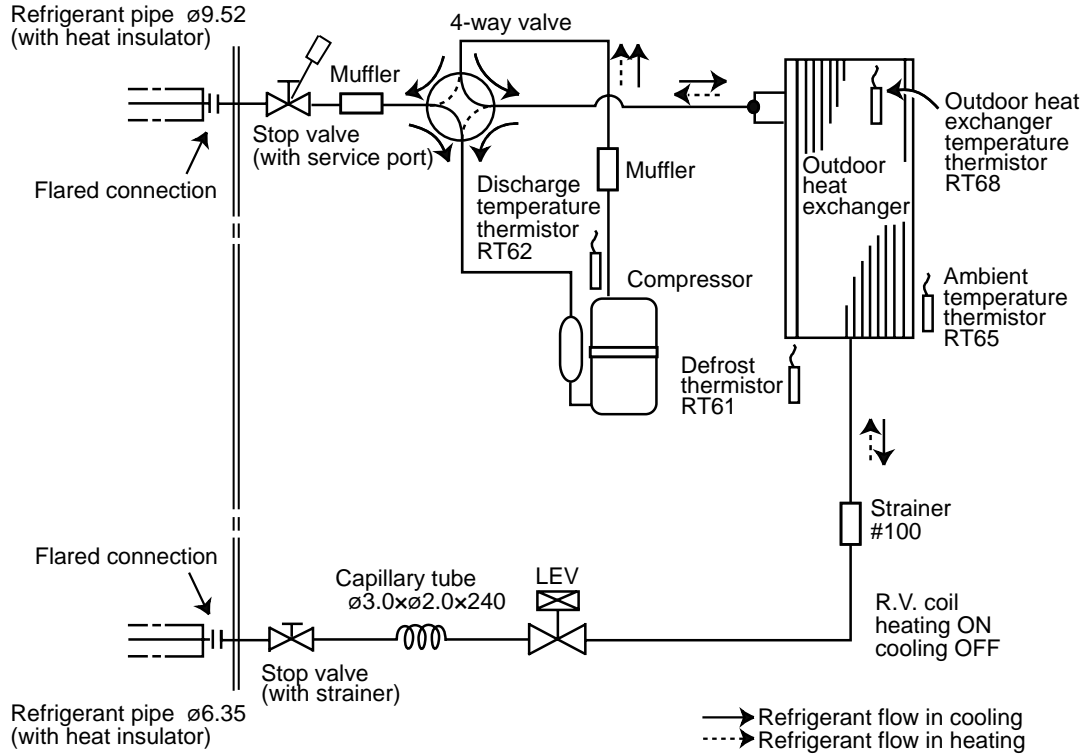 Refrigerant pipe ø9.52
(with heat insulator)
4-way valve
Muffler
Stop valve
(with service port)
Flared connection
Discharge
temperature
thermistor
RT62
Muffler
Compressor
Outdoor
heat
exchanger
Outdoor heat
exchanger
temperature
thermistor
RT68
Ambient
temperature
thermistor
RT65
Defrost
thermistor
RT61
Strainer
#100
Flared connection
Capillary tube
ø3.0×ø2.0×240
LEV
R.V. coil
heating ON
cooling OFF
Stop valve
(with strainer)
Refrigerant pipe ø6.35
(with heat insulator)
Refrigerant flow in cooling
Refrigerant flow in heating